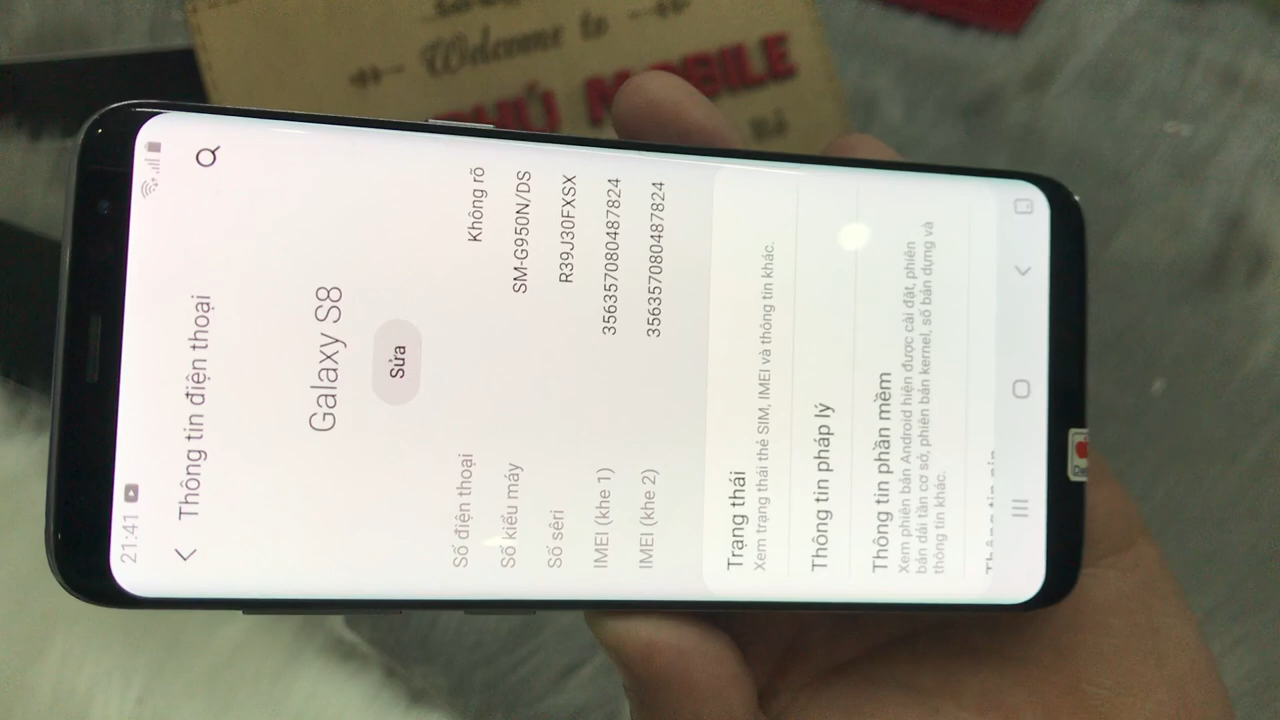 Welcome to
PHÚ MOBILE
21:41
Thông tin điện thoại
Galaxy S8
Sửa
Số điện thoại Không rõ
Số kiểu máy SM-G950N/DS
Số sêri R39J30FXSX
IMEI (khe 1) 356357080487824
IMEI (khe 2) 356357080487824
Trạng thái
Xem trạng thái thẻ SIM, IMEI và thông tin khác.
Thông tin pháp lý
Thông tin phần mềm
Xem phiên bản Android hiện được cài đặt, phiên
bản dải tần cơ sở, phiên bản kernel, số bản dựng và
thông tin khác.
Thông tin pin